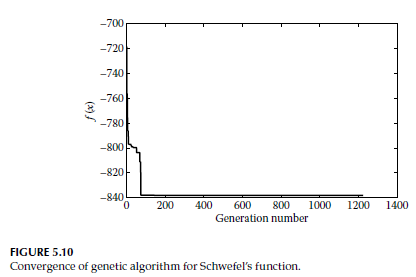 −700
−720
−740
−760
−780
−800
−820
−840
f (x)
0 200 400 600 800 1000 1200 1400
Generation number
FIGURE 5.10
Convergence of genetic algorithm for Schwefel's function.